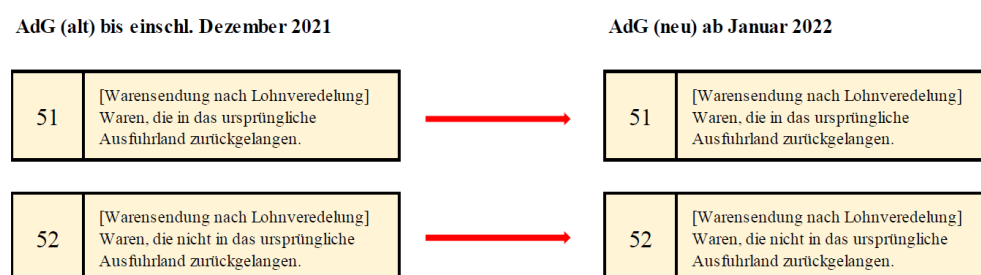 AdG (alt) bis einschl. Dezember 2021
AdG (neu) ab Januar 2022
51
[Warensendung nach Lohnveredelung]
Waren, die in das ursprüngliche
Ausfuhrland zurückgelangen.
51
[Warensendung nach Lohnveredelung]
Waren, die in das ursprüngliche
Ausfuhrland zurückgelangen.
52
[Warensendung nach Lohnveredelung]
Waren, die nicht in das ursprüngliche
Ausfuhrland zurückgelangen.
52
[Warensendung nach Lohnveredelung]
Waren, die nicht in das ursprüngliche
Ausfuhrland zurückgelangen.